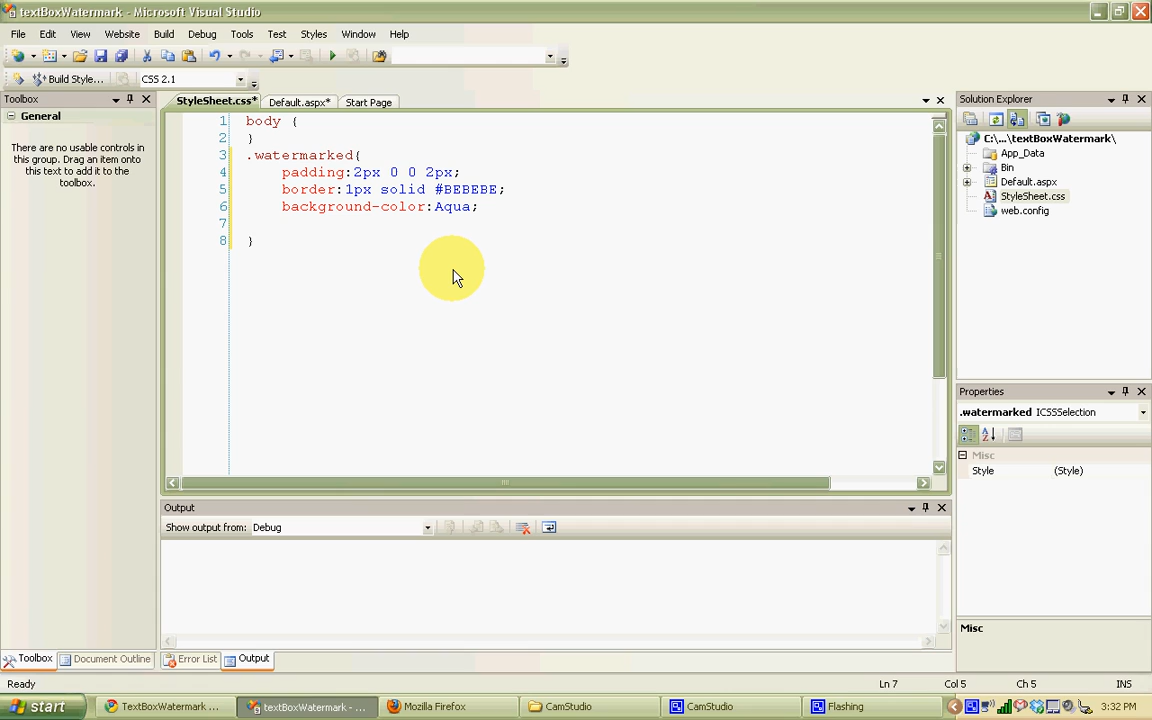 textBoxWatermark - Microsoft Visual Studio
File Edit View Website Build Debug Tools Test Styles Window Help
Build Style... CSS 2.1
Toolbox
General
There are no usable controls in
this group. Drag an item onto
this text to add it to the
toolbox.
StyleSheet.css* Default.aspx* Start Page
1 body {
2 }
3 .watermarked{
4 padding:2px 0 0 2px;
5 border:1px solid #BEBEBE;
6 background-color:Aqua;
7
8 }
Solution Explorer
C:\...\textBoxWatermark\
App_Data
Bin
Default.aspx
StyleSheet.css
web.config
Properties
.watermarked ICSSSelection
Misc
Style (Style)
Misc
Output
Show output from: Debug
Toolbox Document Outline Error List Output
Ready Ln 7 Col 5 Ch 5 INS
start TextBoxWatermark ... textBoxWatermark - ... Mozilla Firefox CamStudio CamStudio Flashing 3:32 PM